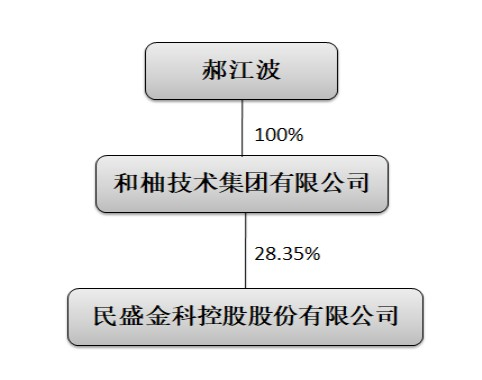 郝江波
100%
和柚技术集团有限公司
28.35%
民盛金科控股股份有限公司